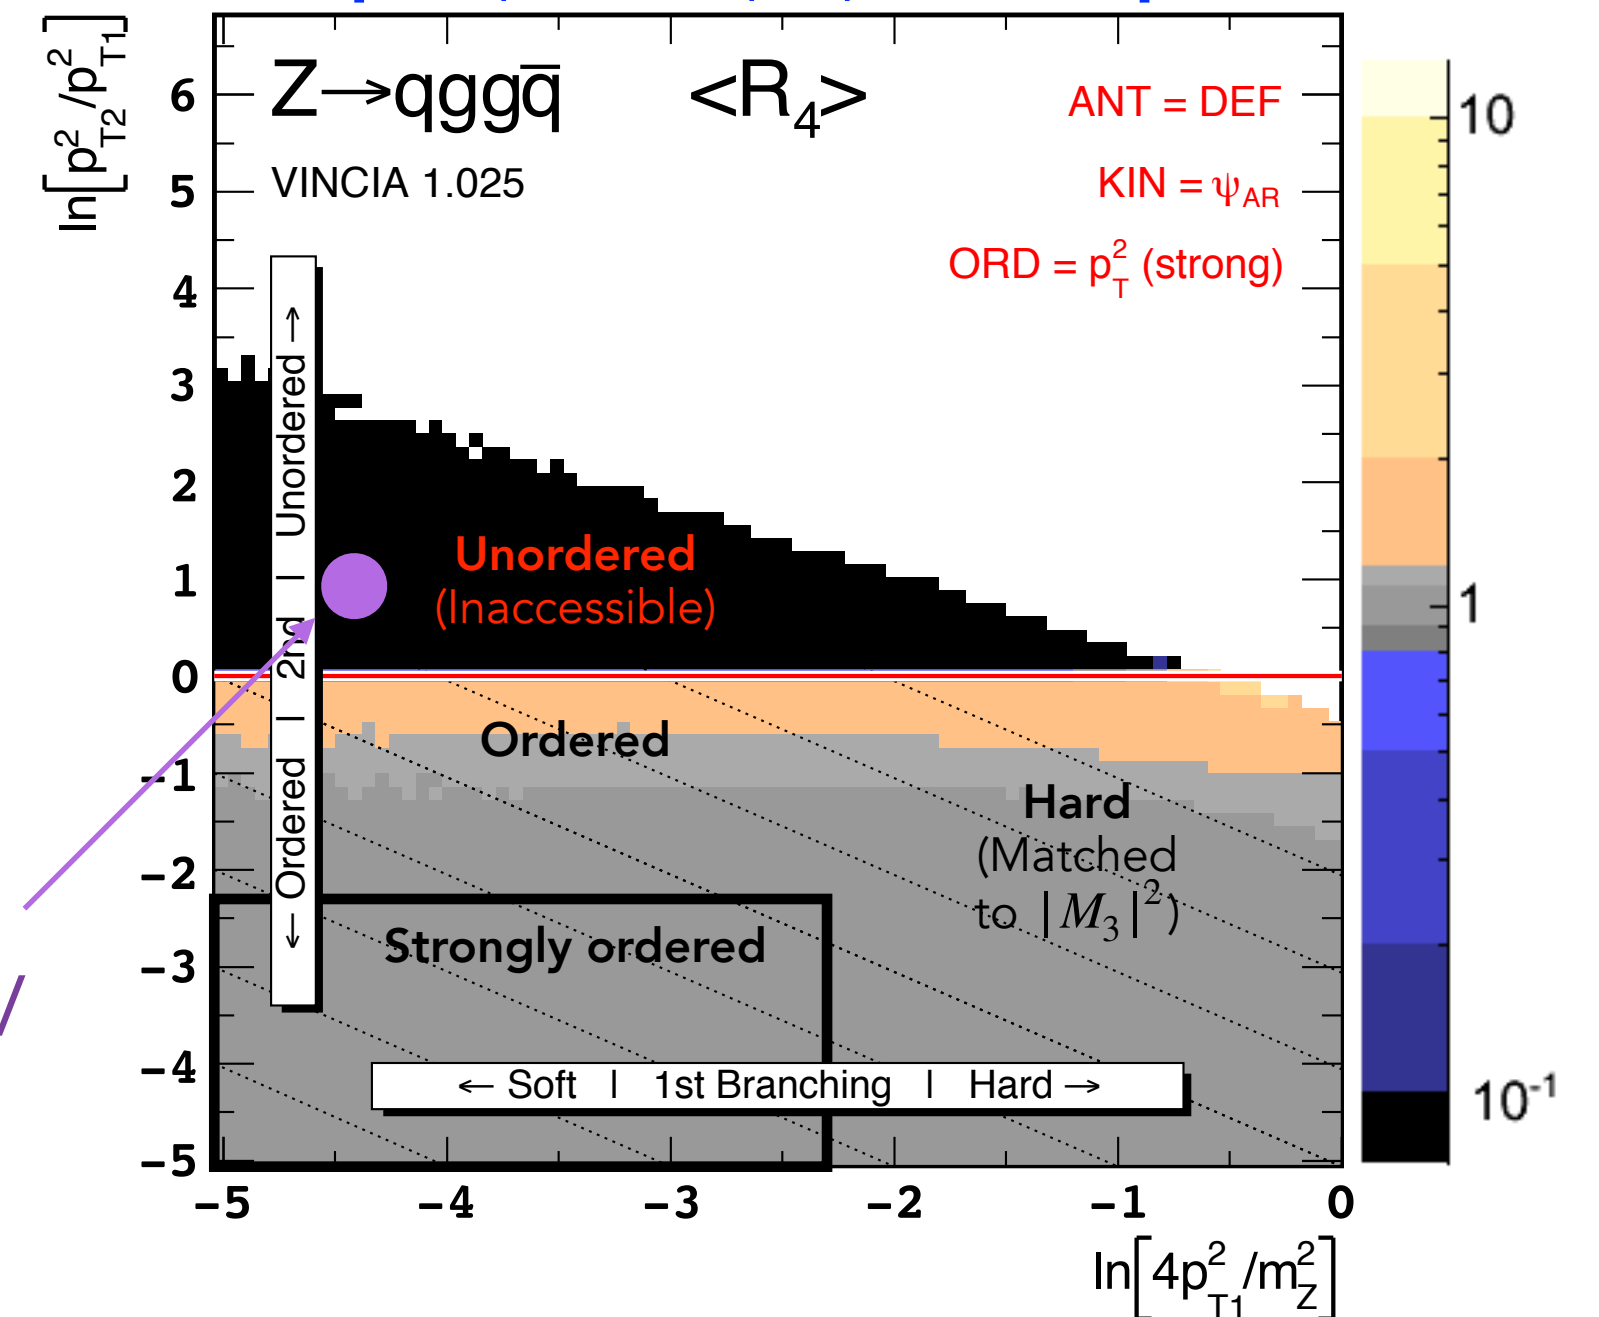 ln[p²T2/p²T1]
Z→qggq̅ <R₄> ANT = DEF
VINCIA 1.025 KIN = ψAR
ORD = p²T (strong)
6
5
4
3
2
1
0
-1
-2
-3
-4
-5
← Ordered | 2nd | Unordered →
Unordered
(Inaccessible)
Ordered
Hard
(Matched
to |M₃|²)
Strongly ordered
← Soft | 1st Branching | Hard →
-5 -4 -3 -2 -1 0
ln[4p²T1/m²Z]
10
1
10⁻¹